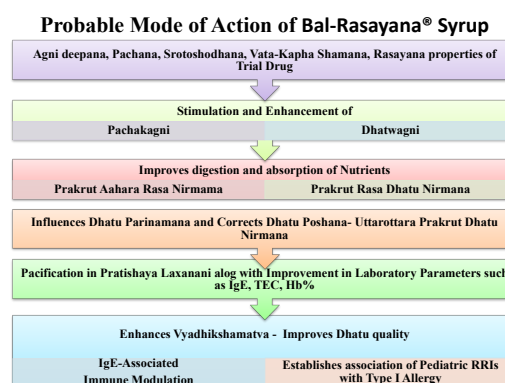 Probable Mode of Action of Bal-Rasayana® Syrup
Agni deepana, Pachana, Srotoshodhana, Vata-Kapha Shamana, Rasayana properties of
Trial Drug
Stimulation and Enhancement of
Pachakagni
Dhatwagni
Improves digestion and absorption of Nutrients
Prakrut Aahara Rasa Nirmama
Prakrut Rasa Dhatu Nirmana
Influences Dhatu Parinamana and Corrects Dhatu Poshana- Uttarottara Prakrut Dhatu
Nirmana
Pacification in Pratishaya Laxanani alog with Improvement in Laboratory Parameters such
as IgE, TEC, Hb%
Enhances Vyadhikshamatva - Improves Dhatu quality
IgE-Associated
Immune Modulation
Establishes association of Pediatric RRIs
with Type I Allergy